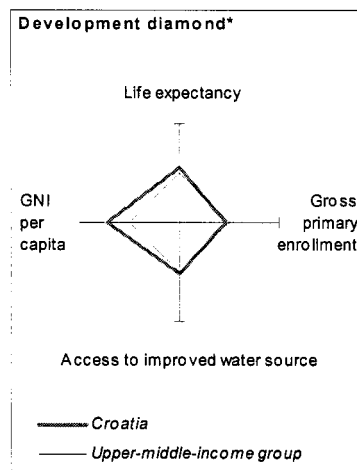 Development diamond*
Life expectancy
GNI
per
capita
Gross
primary
enrollment
Access to improved water source
Croatia
Upper-middle-income group